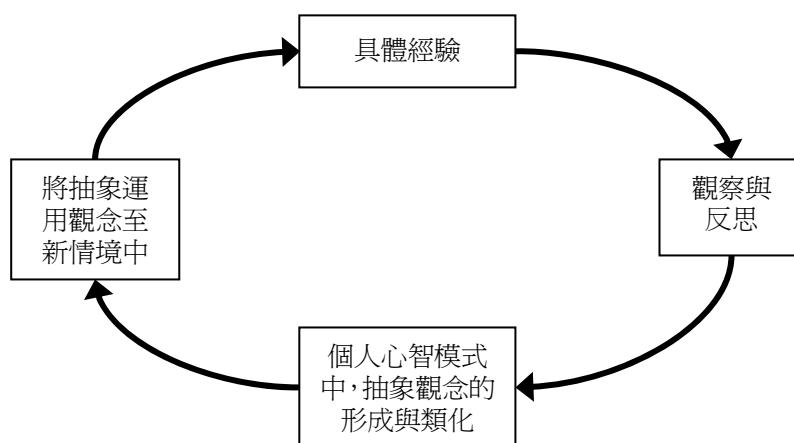 具體經驗
觀察與
反思
個人心智模式
中，抽象觀念的
形成與類化
將抽象運
用觀念至
新情境中